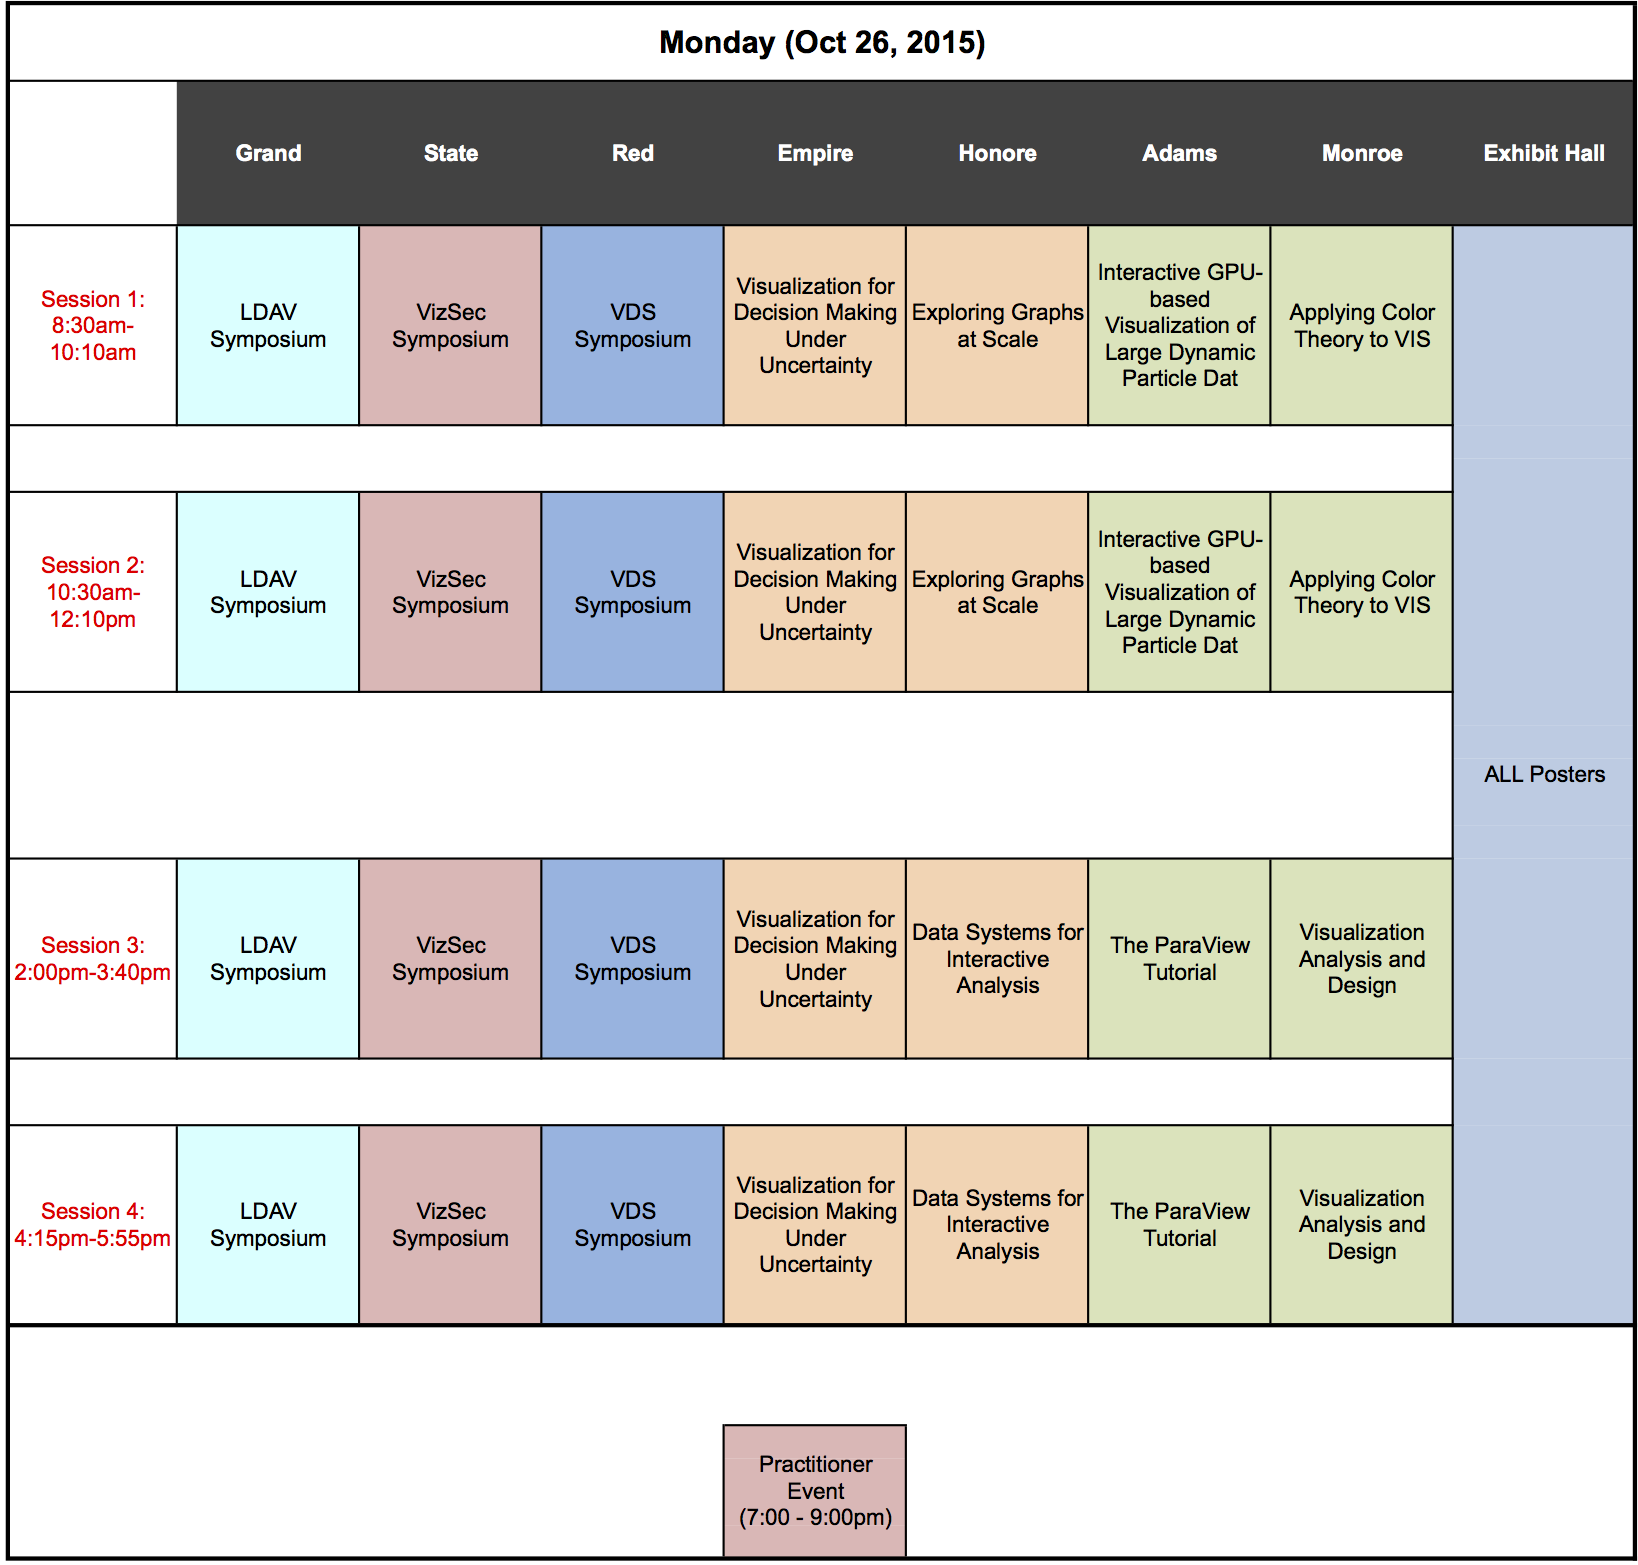 Monday (Oct 26, 2015)
Grand State Red Empire Honore Adams Monroe Exhibit Hall
Session 1:
8:30am-
10:10am
LDAV
Symposium
VizSec
Symposium
VDS
Symposium
Visualization for
Decision Making
Under
Uncertainty
Exploring Graphs
at Scale
Interactive GPU-
based
Visualization of
Large Dynamic
Particle Dat
Applying Color
Theory to VIS
Session 2:
10:30am-
12:10pm
LDAV
Symposium
VizSec
Symposium
VDS
Symposium
Visualization for
Decision Making
Under
Uncertainty
Exploring Graphs
at Scale
Interactive GPU-
based
Visualization of
Large Dynamic
Particle Dat
Applying Color
Theory to VIS
ALL Posters
Session 3:
2:00pm-3:40pm
LDAV
Symposium
VizSec
Symposium
VDS
Symposium
Visualization for
Decision Making
Under
Uncertainty
Data Systems for
Interactive
Analysis
The ParaView
Tutorial
Visualization
Analysis and
Design
Session 4:
4:15pm-5:55pm
LDAV
Symposium
VizSec
Symposium
VDS
Symposium
Visualization for
Decision Making
Under
Uncertainty
Data Systems for
Interactive
Analysis
The ParaView
Tutorial
Visualization
Analysis and
Design
Practitioner
Event
(7:00 - 9:00pm)